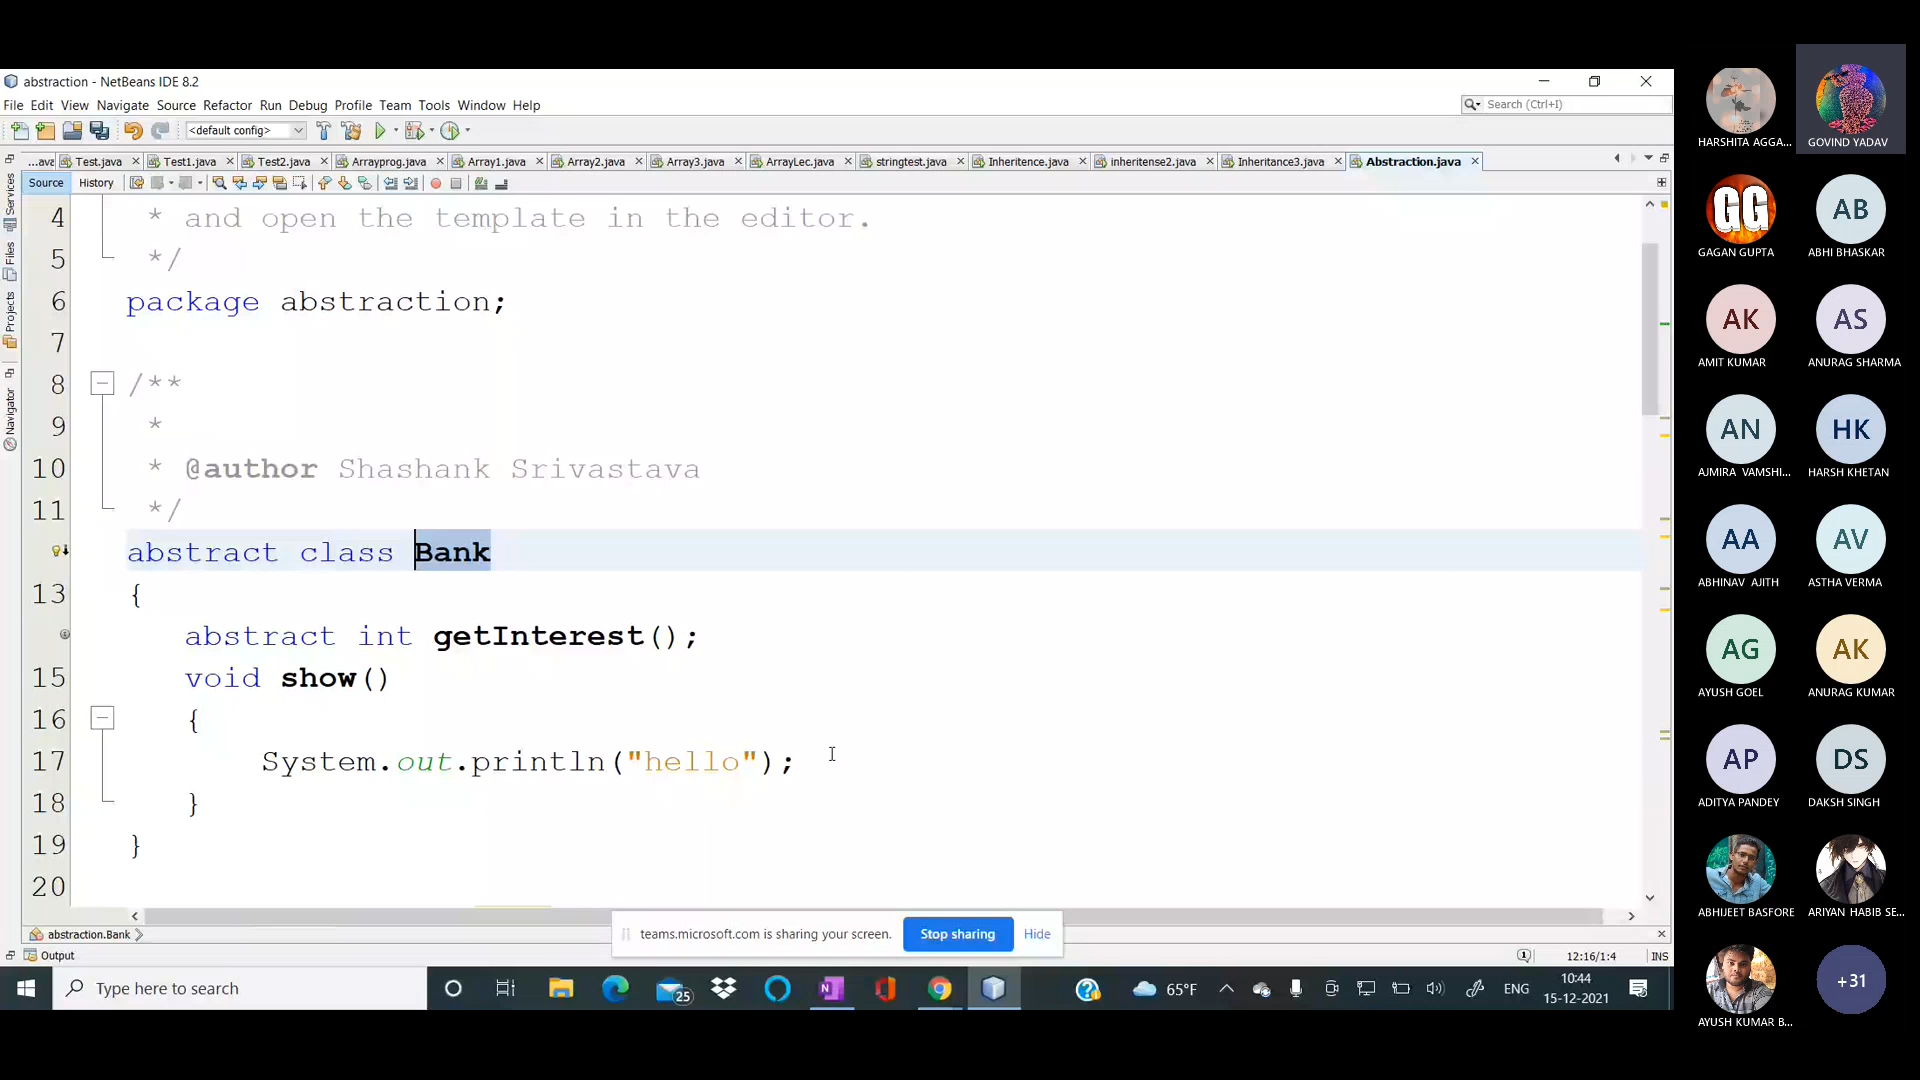 abstraction - NetBeans IDE 8.2
File Edit View Navigate Source Refactor Run Debug Profile Team Tools Window Help
Search (Ctrl+I)
<default config>
...ava Test.java Test1.java Test2.java Arrayprog.java Array1.java Array2.java Array3.java ArrayLec.java stringtest.java Inheritence.java inheritense2.java Inheritance3.java Abstraction.java
Source History
Services
Files
Projects
Navigator
4 * and open the template in the editor.
5 */
6 package abstraction;
7
8 /**
9 *
10 * @author Shashank Srivastava
11 */
abstract class Bank
13 {
abstract int getInterest();
15 void show()
16 {
17 System.out.println("hello");
18 }
19 }
20
abstraction.Bank
teams.microsoft.com is sharing your screen. Stop sharing Hide
Output
1 12:16/1:4 INS
Type here to search
25
65°F ENG
10:44
15-12-2021
HARSHITA AGGA... GOVIND YADAV
GG AB
GAGAN GUPTA ABHI BHASKAR
AK AS
AMIT KUMAR ANURAG SHARMA
AN HK
AJMIRA VAMSHI... HARSH KHETAN
AA AV
ABHINAV AJITH ASTHA VERMA
AG AK
AYUSH GOEL ANURAG KUMAR
AP DS
ADITYA PANDEY DAKSH SINGH
ABHIJEET BASFORE ARIYAN HABIB SE...
+31
AYUSH KUMAR B...